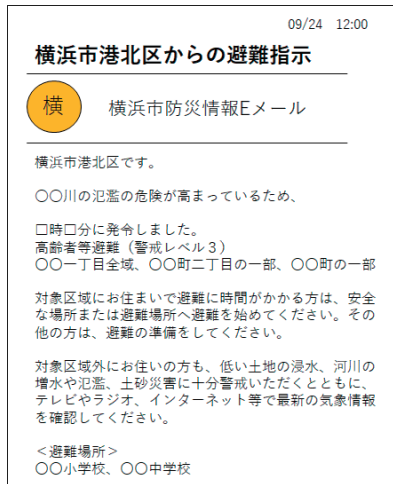 09/24 12:00
横浜市港北区からの避難指示
横
横浜市防災情報Eメール
横浜市港北区です。
〇〇川の氾濫の危険が高まっているため、
□時□分に発令しました。
高齢者等避難（警戒レベル３）
〇〇一丁目全域、〇〇町二丁目の一部、〇〇町の一部
対象区域にお住まいで避難に時間がかかる方は、安全
な場所または避難場所へ避難を始めてください。その
他の方は、避難の準備をしてください。
対象区域外にお住いの方も、低い土地の浸水、河川の
増水や氾濫、土砂災害に十分警戒いただくとともに、
テレビやラジオ、インターネット等で最新の気象情報
を確認してください。
＜避難場所＞
〇〇小学校、〇〇中学校